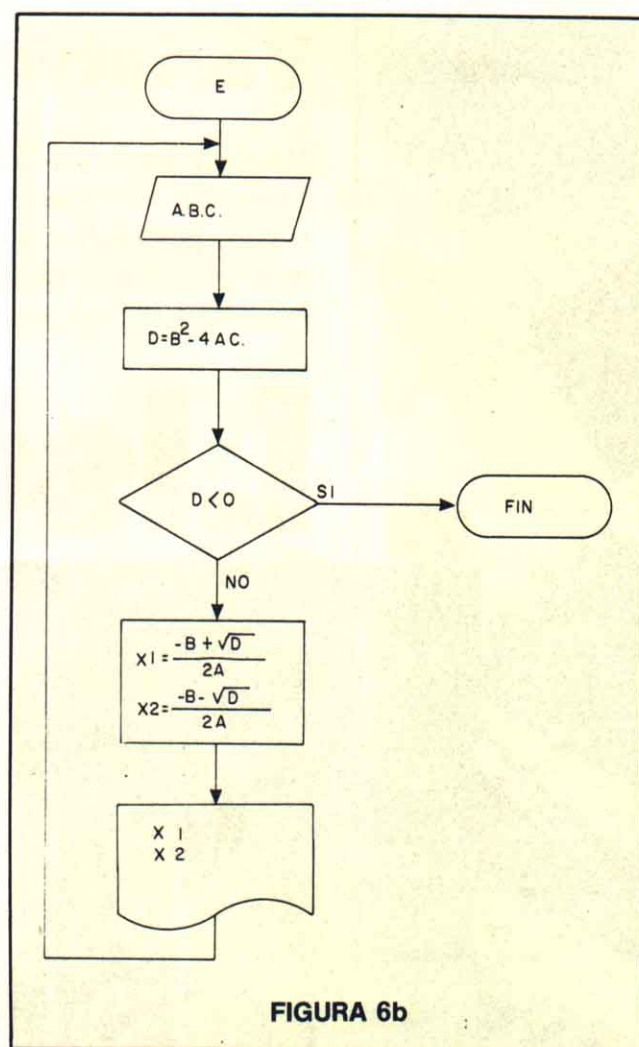 E
A.B.C.
D=B²-4AC.
D<0
SI
FIN
NO
X1=-B+√D/2A
X2=-B-√D/2A
X 1
X 2
FIGURA 6b